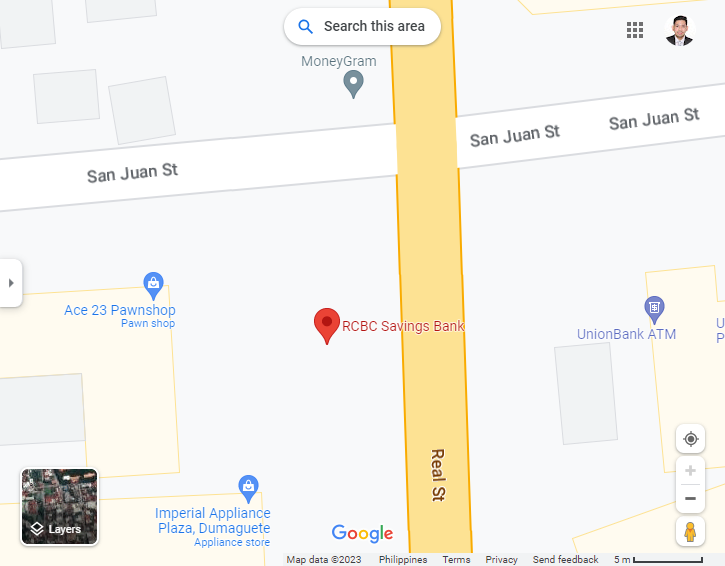 Search this area
MoneyGram
San Juan St
San Juan St
San Juan St
Ace 23 Pawnshop
Pawn shop
RCBC Savings Bank
UnionBank ATM
U
P
Real St
Imperial Appliance
Plaza, Dumaguete
Appliance store
Layers
Google
Map data ©2023 Philippines Terms Privacy Send feedback 5 m